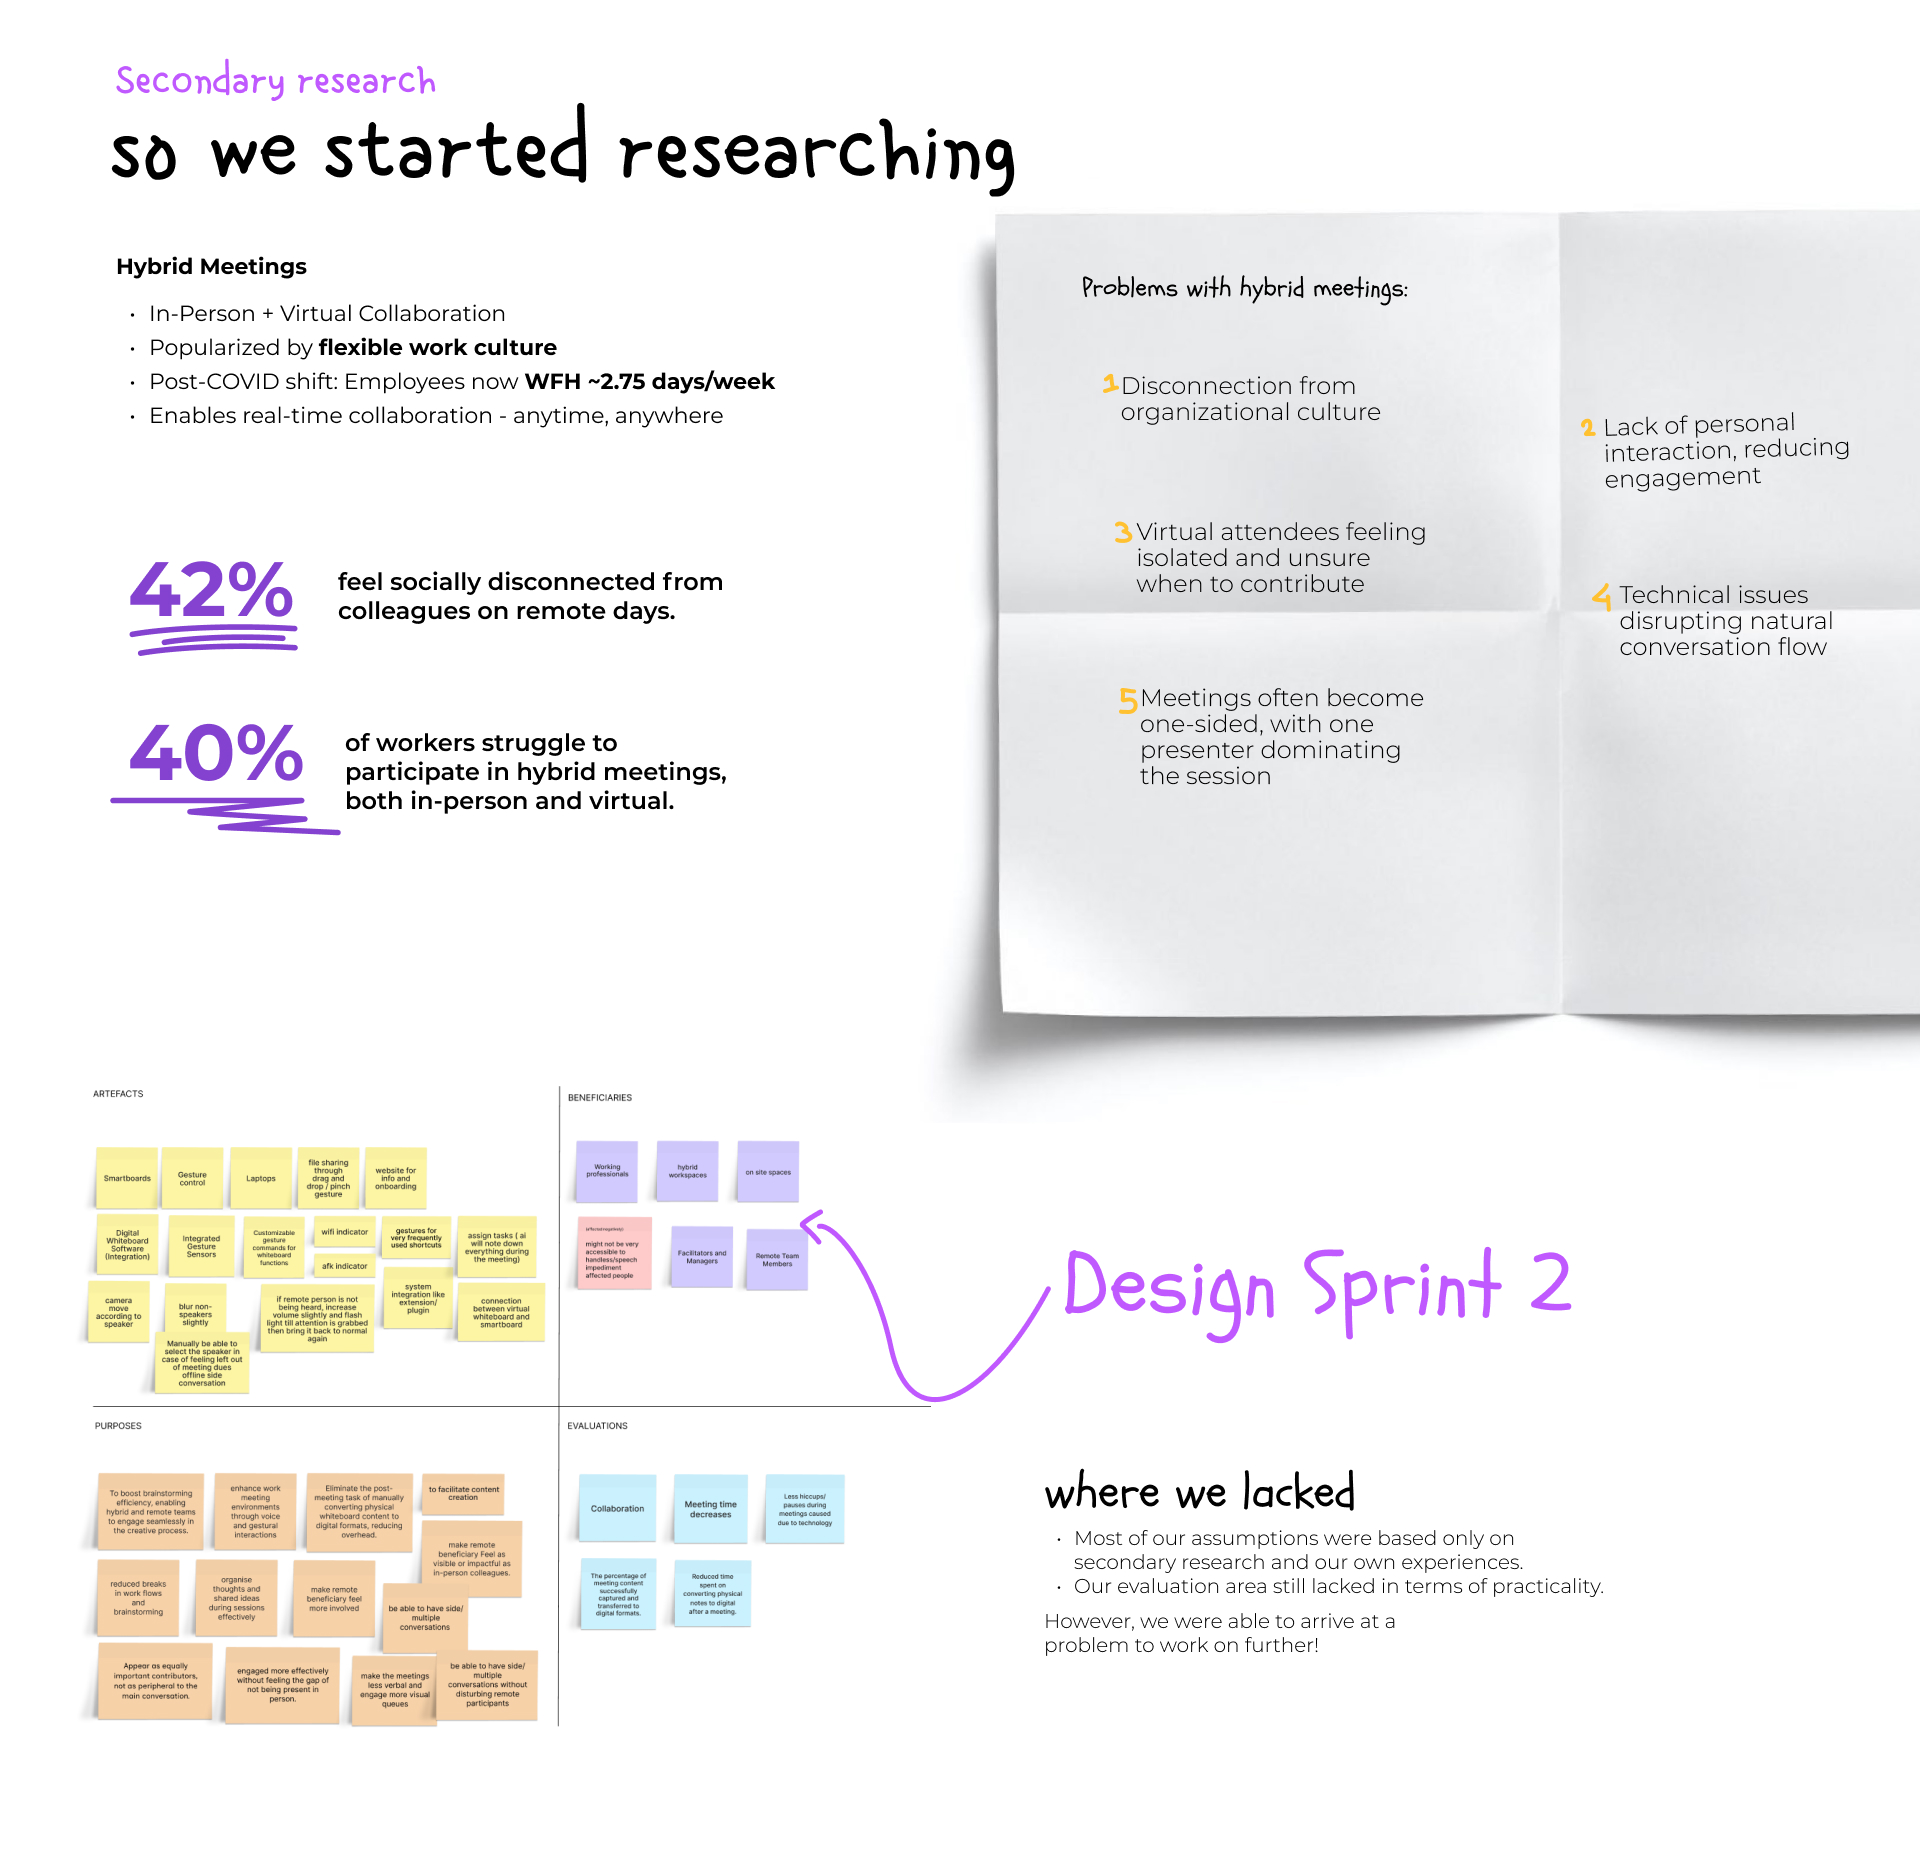 Secondary research
so we started researching
Hybrid Meetings
• In-Person + Virtual Collaboration
• Popularized by flexible work culture
• Post-COVID shift: Employees now WFH ~2.75 days/week
• Enables real-time collaboration - anytime, anywhere
42%
feel socially disconnected from
colleagues on remote days.
40%
of workers struggle to
participate in hybrid meetings,
both in-person and virtual.
Problems with hybrid meetings:
1 Disconnection from
organizational culture
2 Lack of personal
interaction, reducing
engagement
3 Virtual attendees feeling
isolated and unsure
when to contribute
4 Technical issues
disrupting natural
conversation flow
5 Meetings often become
one-sided, with one
presenter dominating
the session
ARTEFACTS
Smartboards
Gesture
control
Laptops
file sharing
through
drag and
drop / pinch
gesture
website for
info and
onboarding
Digital
Whiteboard
Software
(Integration)
Integrated
Gesture
Sensors
Customizable
gesture
commands for
whiteboard
functions
wifi indicator
afk indicator
gestures for
very frequently
used shortcuts
assign tasks ( ai
will note down
everything during
the meeting)
camera
move
according to
speaker
blur non-
speakers
slightly
Manually be able to
select the speaker in
case of feeling left out
of meeting dues
offline side
conversation
if remote person is not
being heard, increase
volume slightly and flash
light till attention is grabbed
then bring it back to normal
again
system
integration like
extension/
plugin
connection
between virtual
whiteboard and
smartboard
BENEFICIARIES
Working
professionals
hybrid
workspaces
on site spaces
(affected negatively)
might not be very
accessible to
handless/speech
impediment
affected people
Facilitators and
Managers
Remote Team
Members
Design Sprint 2
PURPOSES
To boost brainstorming
efficiency, enabling
hybrid and remote teams
to engage seamlessly in
the creative process.
enhance work
meeting
environments
through voice
and gestural
interactions
Eliminate the post-
meeting task of manually
converting physical
whiteboard content to
digital formats, reducing
overhead.
to facilitate content
creation
make remote
beneficiary Feel as
visible or impactful as
in-person colleagues.
reduced breaks
in work flows
and
brainstorming
organise
thoughts and
shared ideas
during sessions
effectively
make remote
beneficiary feel
more involved
be able to have side/
multiple
conversations
Appear as equally
important contributors,
not as peripheral to the
main conversation.
engaged more effectively
without feeling the gap of
not being present in
person.
make the meetings
less verbal and
engage more visual
queues
be able to have side/
multiple
conversations without
disturbing remote
participants
EVALUATIONS
Collaboration
Meeting time
decreases
Less hiccups/
pauses during
meetings caused
due to technology
The percentage of
meeting content
successfully
captured and
transferred to
digital formats.
Reduced time
spent on
converting physical
notes to digital
after a meeting.
where we lacked
• Most of our assumptions were based only on
secondary research and our own experiences.
• Our evaluation area still lacked in terms of practicality.
However, we were able to arrive at a
problem to work on further!